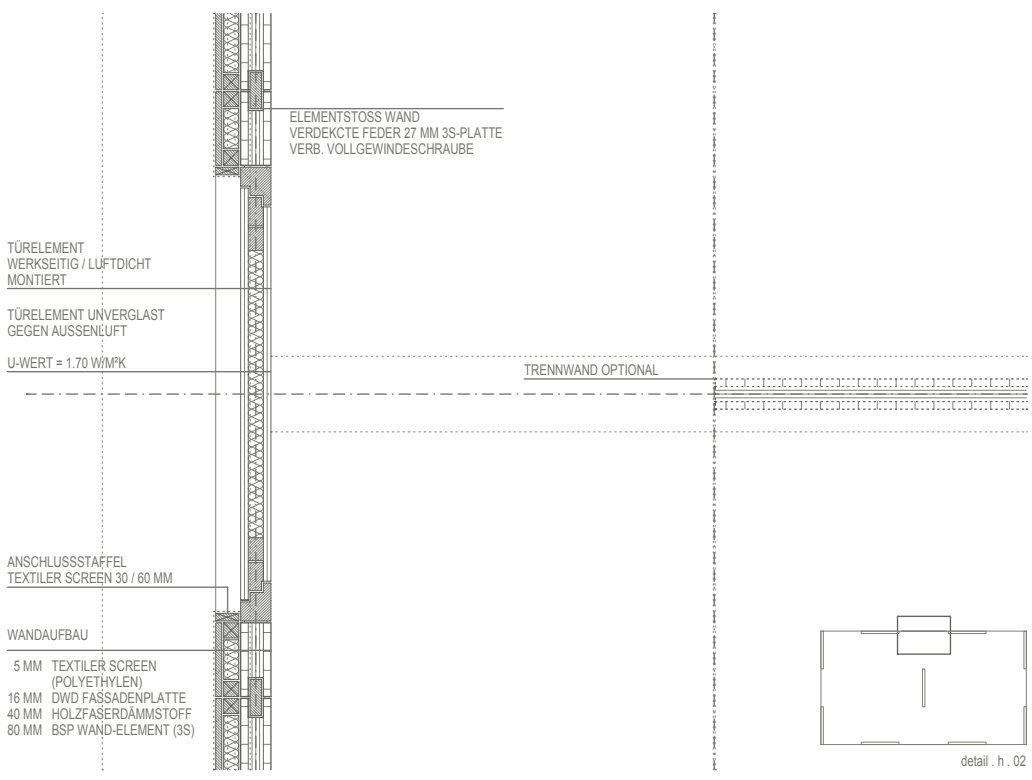 ELEMENTSTOSS WAND
VERDEKCTE FEDER 27 MM 3S-PLATTE
VERB. VOLLGEWINDESCHRAUBE
TÜRELEMENT
WERKSEITIG / LUFTDICHT
MONTIERT
TÜRELEMENT UNVERGLAST
GEGEN AUSSENLUFT
U-WERT = 1.70 W/M²K
TRENNWAND OPTIONAL
ANSCHLUSSSTAFFEL
TEXTILER SCREEN 30 / 60 MM
WANDAUFBAU
5 MM TEXTILER SCREEN
(POLYETHYLEN)
16 MM DWD FASSADENPLATTE
40 MM HOLZFASERDÄMMSTOFF
80 MM BSP WAND-ELEMENT (3S)
detail . h . 02